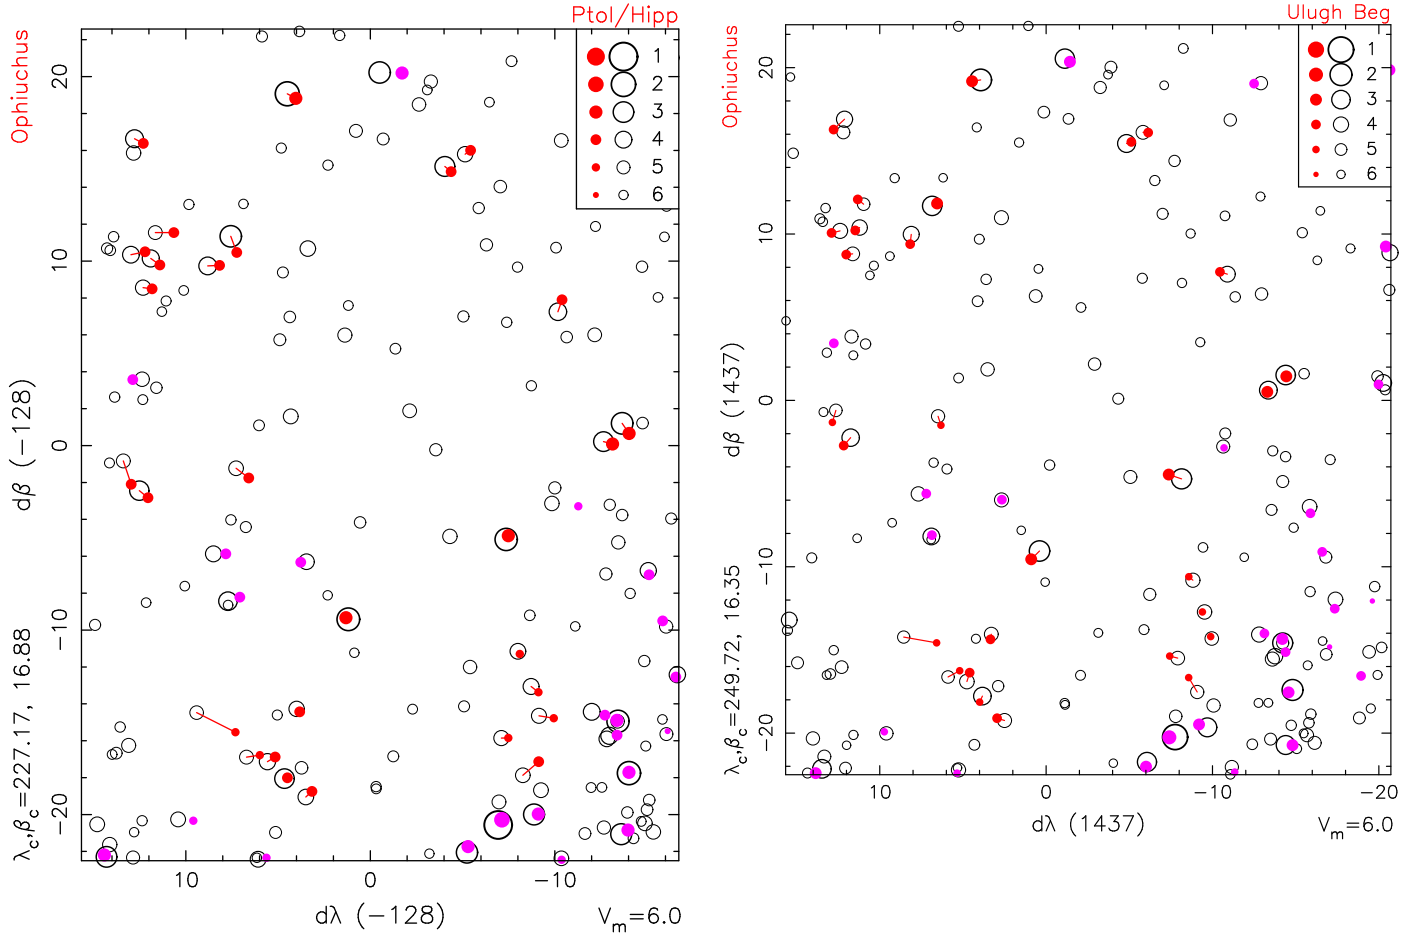 Ptol/Hipp
Ophiuchus
1
2
3
4
5
6
20
10
0
−10
−20
dβ (−128)
λc,βc=227.17, 16.88
10
0
−10
dλ (−128)
Vm=6.0
Ulugh Beg
Ophiuchus
1
2
3
4
5
6
20
10
0
−10
−20
dβ (1437)
λc,βc=249.72, 16.35
10
0
−10
−20
dλ (1437)
Vm=6.0